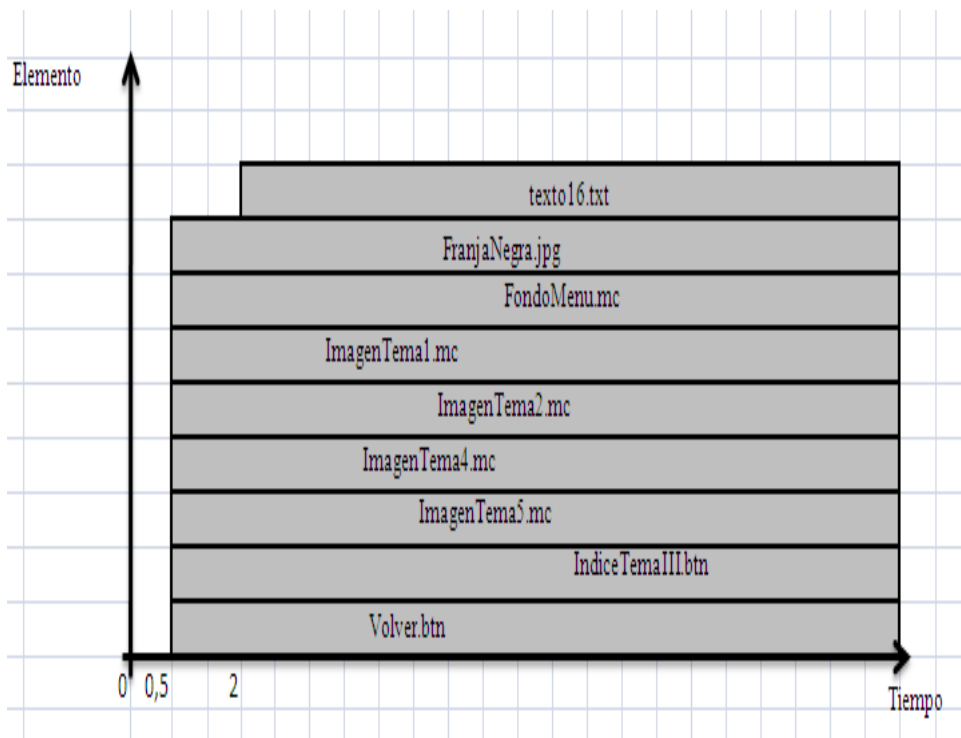 Elemento
texto16.txt
FranjaNegra.jpg
FondoMenu.mc
ImagenTema1.mc
ImagenTema2.mc
ImagenTema4.mc
ImagenTema5.mc
IndiceTemaIII.btn
Volver.btn
0 0,5 2
Tiempo